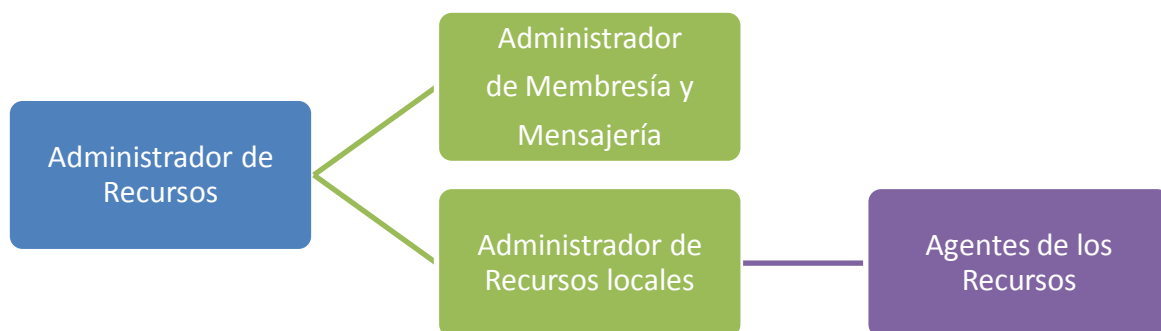 Administrador de
Recursos
Administrador
de Membresía y
Mensajería
Administrador de
Recursos locales
Agentes de los
Recursos